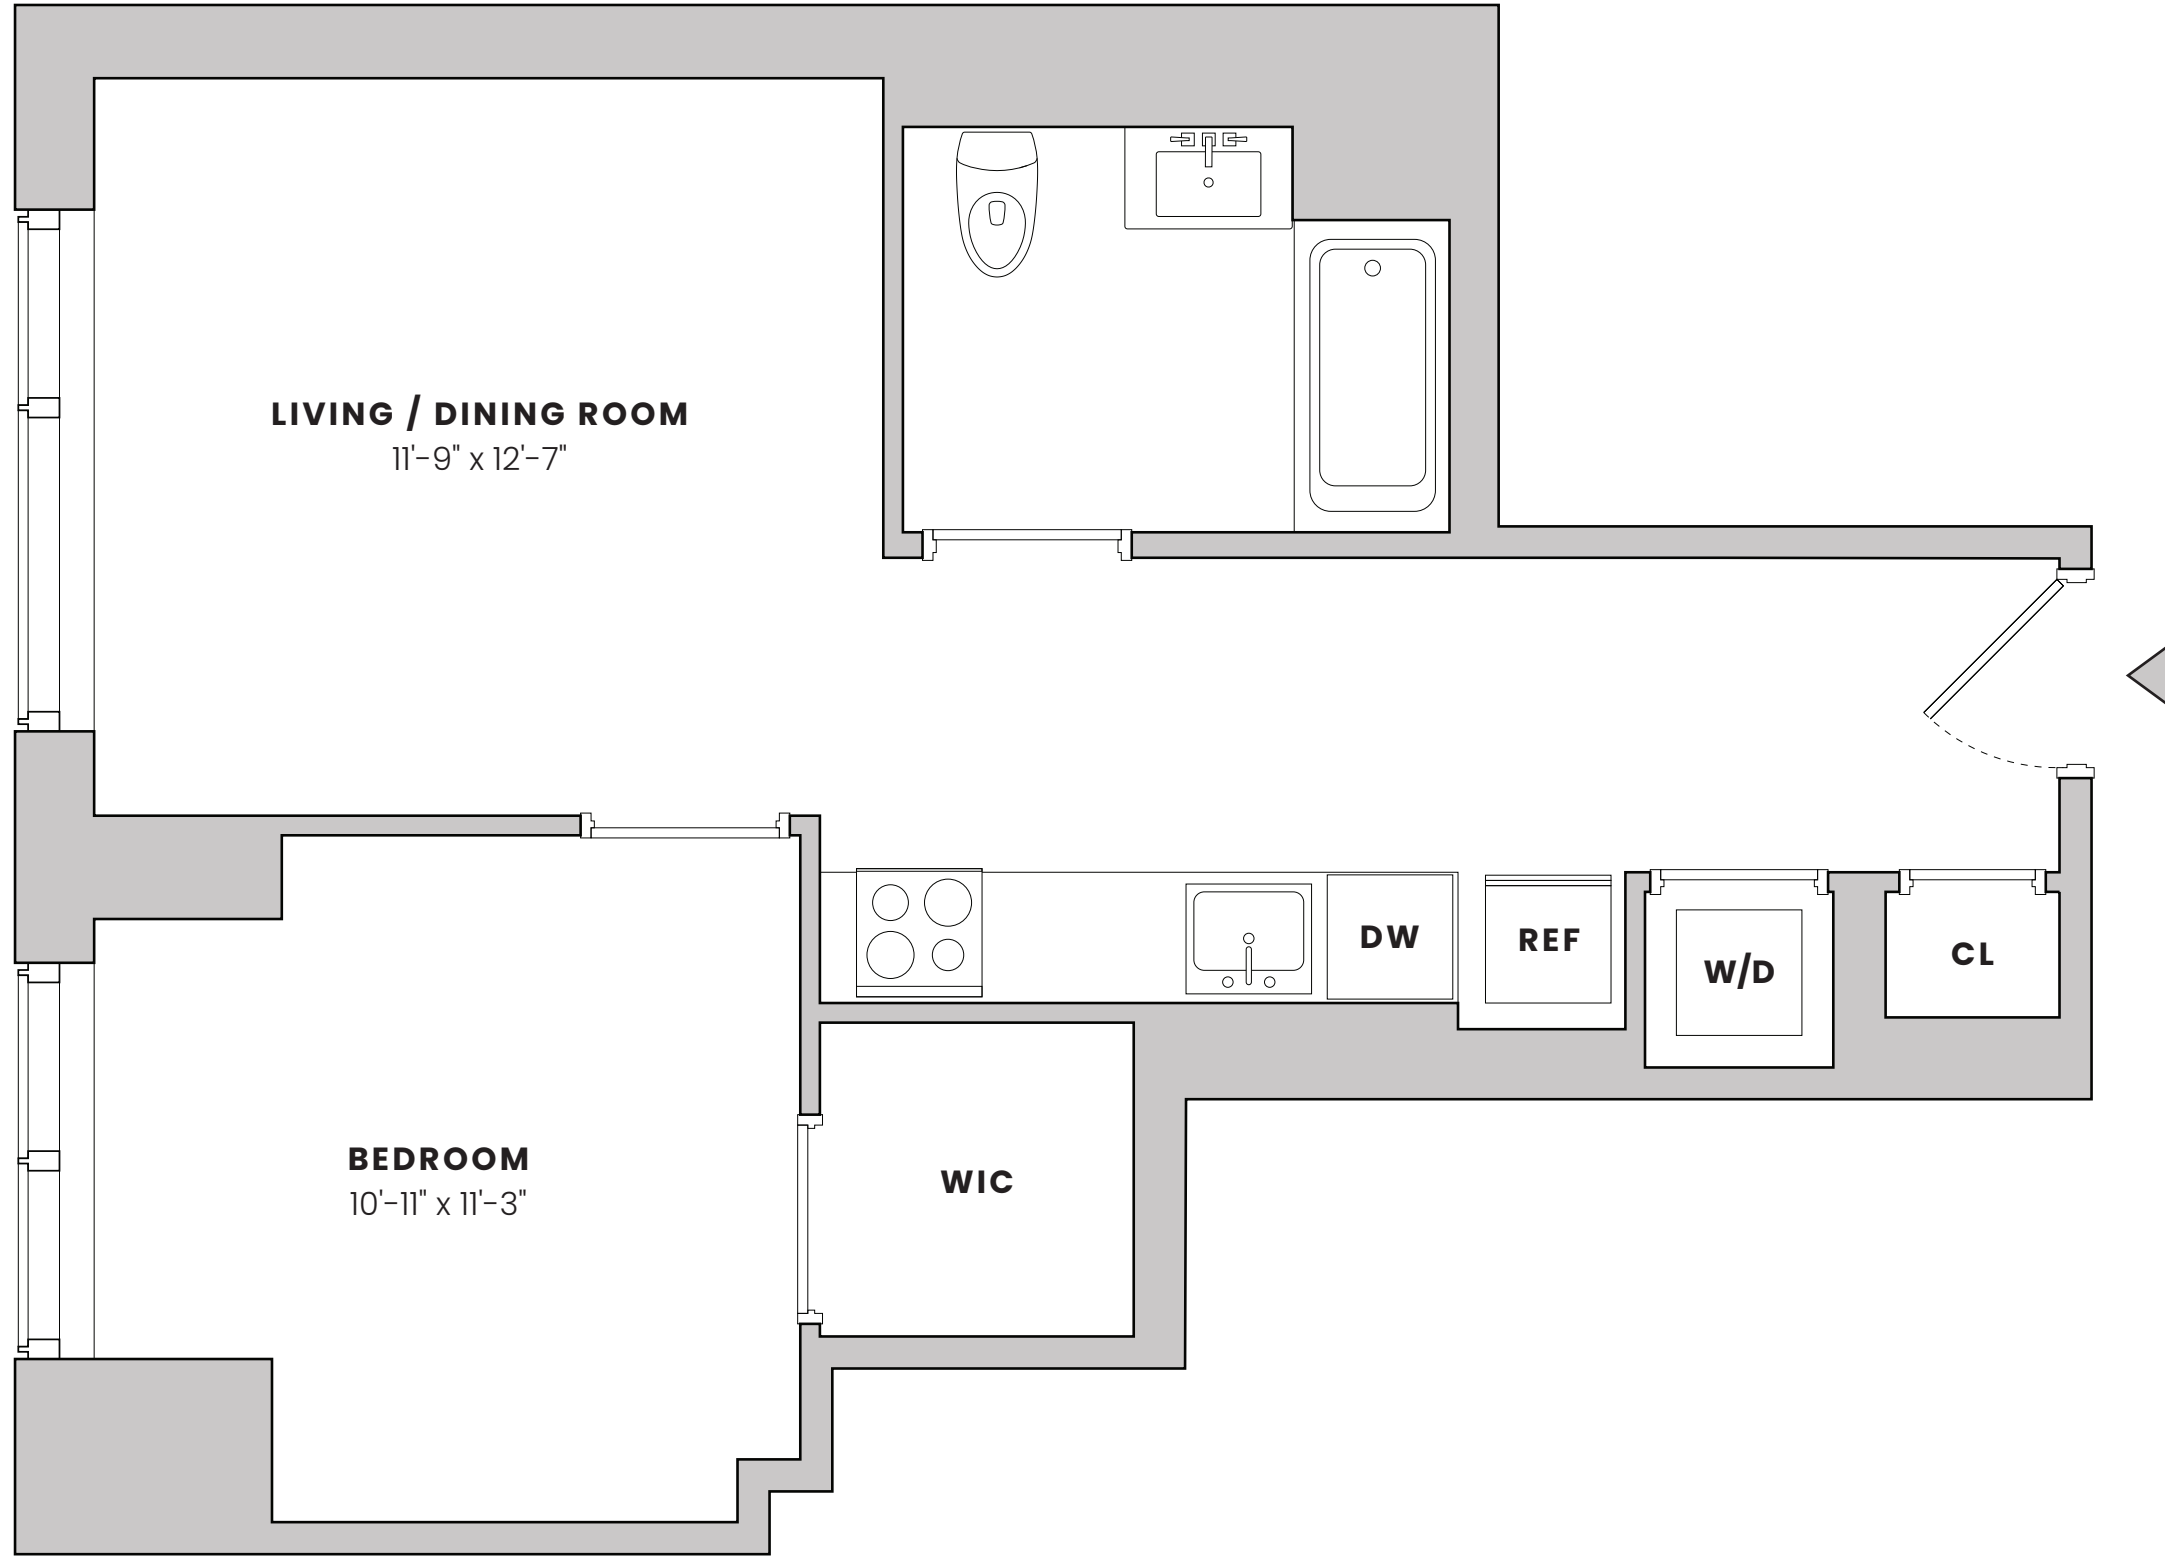 LIVING / DINING ROOM
11'-9" x 12'-7"
DW
REF
W/D
CL
BEDROOM
10'-11" x 11'-3"
WIC